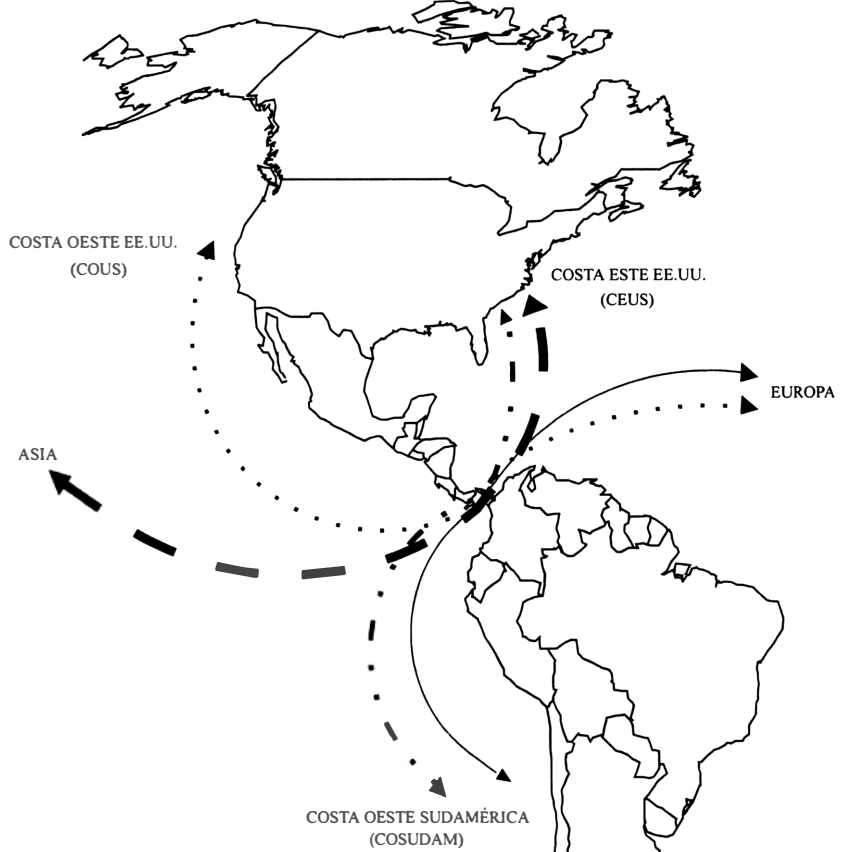 COSTA OESTE EE.UU.
(COUS)
COSTA ESTE EE.UU.
(CEUS)
EUROPA
ASIA
COSTA OESTE SUDAMÉRICA
(COSUDAM)